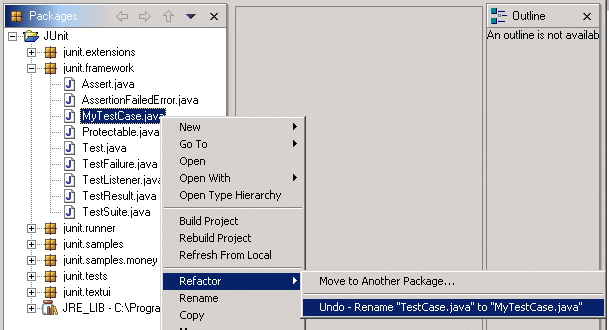 Packages
Outline
JUnit
An outline is not availab
junit.extensions
junit.framework
Assert.java
AssertionFailedError.java
MyTestCase.java
Protectable.java
Test.java
TestFailure.java
TestListener.java
TestResult.java
TestSuite.java
junit.runner
junit.samples
junit.samples.money
junit.tests
junit.textui
JRE_LIB - C:\Progra
New
Go To
Open
Open With
Open Type Hierarchy
Build Project
Rebuild Project
Refresh From Local
Refactor
Rename
Copy
Move to Another Package...
Undo - Rename "TestCase.java" to "MyTestCase.java"